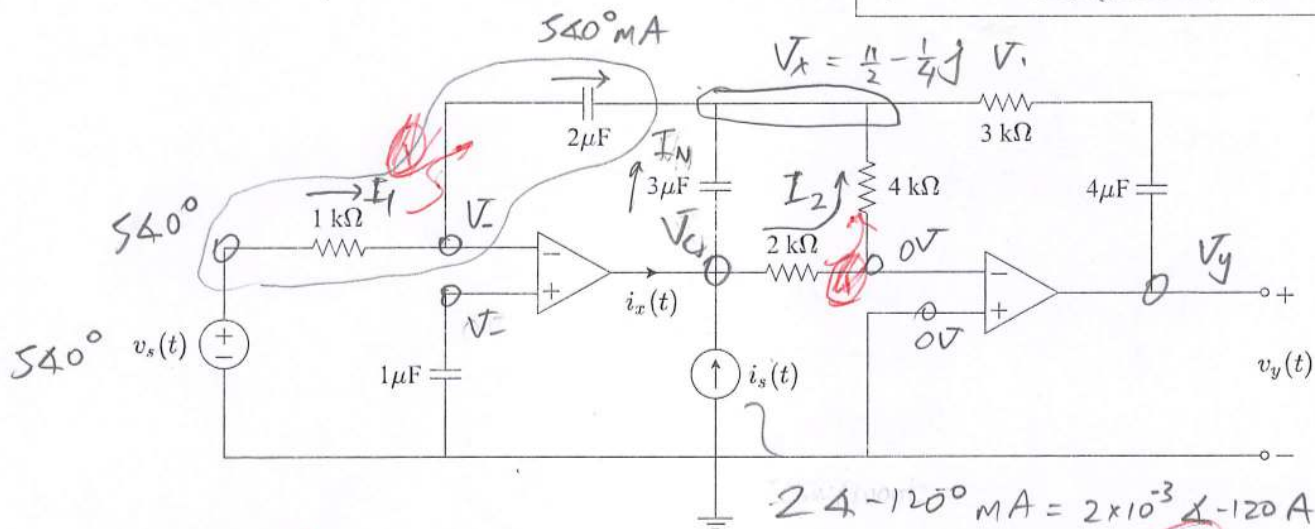 5∡0° mA
V_x = 11/2 - 1/4 j V.
2μF
3 kΩ
I_N
3μF
I_2
4 kΩ
4μF
I_1
5∡0°
1 kΩ
V_-
2 kΩ
0V
V_y
−
+
i_x(t)
−
+
+
V_-
0V
5∡0°
v_s(t)
+
−
1μF
i_s(t)
v_y(t)
−
2∡-120° mA = 2×10⁻³ ∡-120 A